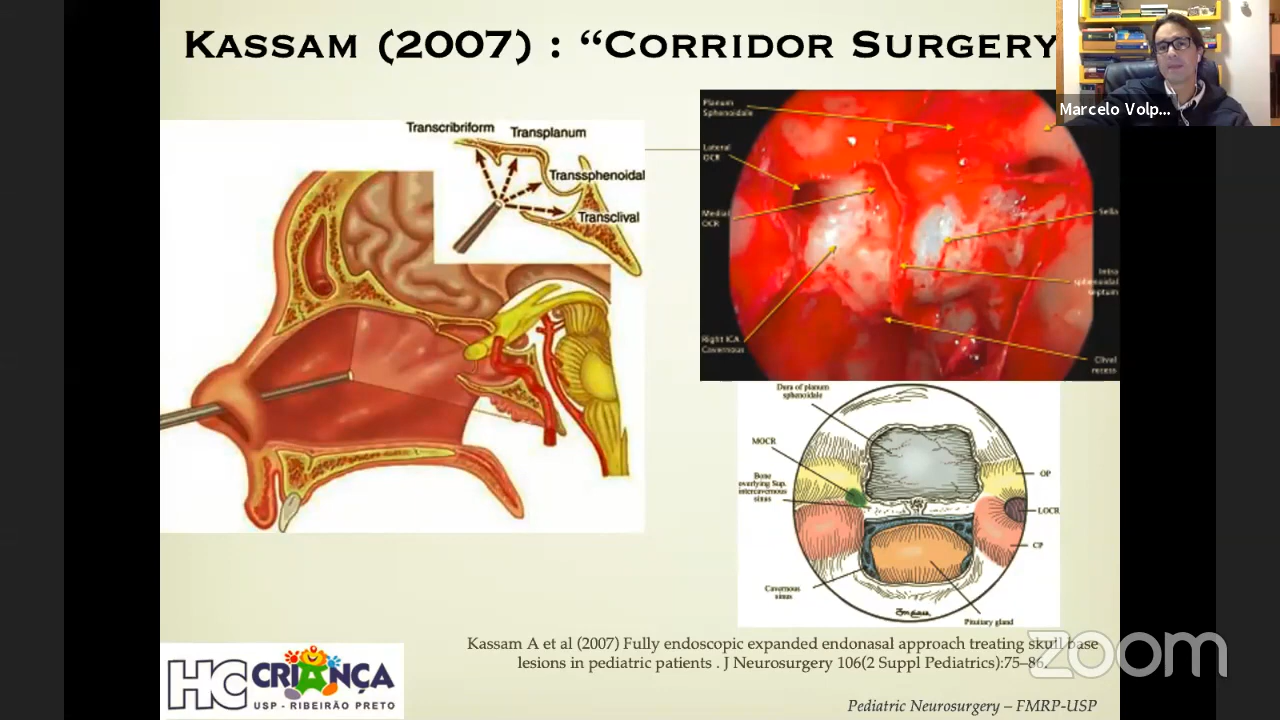 Kassam (2007) : “Corridor Surgery
Marcelo Volp...
Transcribriform
Transplanum
Transsphenoidal
Transclival
Planum
Sphenoidale
Lateral
OCR
Medial
OCR
Right ICA
Cavernous
Sella
Intra
sphenoidal
septum
Clival
recess
Dura of planum
sphenoidale
MOCR
Bone
overlying Sup.
intercavernous
sinus
Cavernous
sinus
OP
LOCR
CP
Pituitary gland
Kassam A et al (2007) Fully endoscopic expanded endonasal approach treating skull base
lesions in pediatric patients . J Neurosurgery 106(2 Suppl Pediatrics):75–86.
zoom
HC CRIANÇA
USP - RIBEIRÃO PRETO
Pediatric Neurosurgery – FMRP-USP